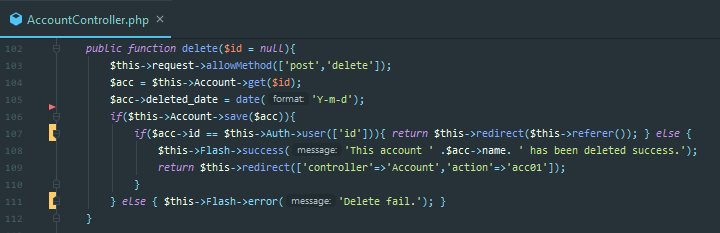 AccountController.php ×
102 public function delete($id = null){
103 $this->request->allowMethod(['post','delete']);
104 $acc = $this->Account->get($id);
105 $acc->deleted_date = date( format: 'Y-m-d');
106 if($this->Account->save($acc)){
107 if($acc->id == $this->Auth->user(['id'])){ return $this->redirect($this->referer()); } else {
108 $this->Flash->success( message: 'This account ' .$acc->name. ' has been deleted success.');
109 return $this->redirect(['controller'=>'Account','action'=>'acc01']);
110 }
111 } else { $this->Flash->error( message: 'Delete fail.'); }
112 }